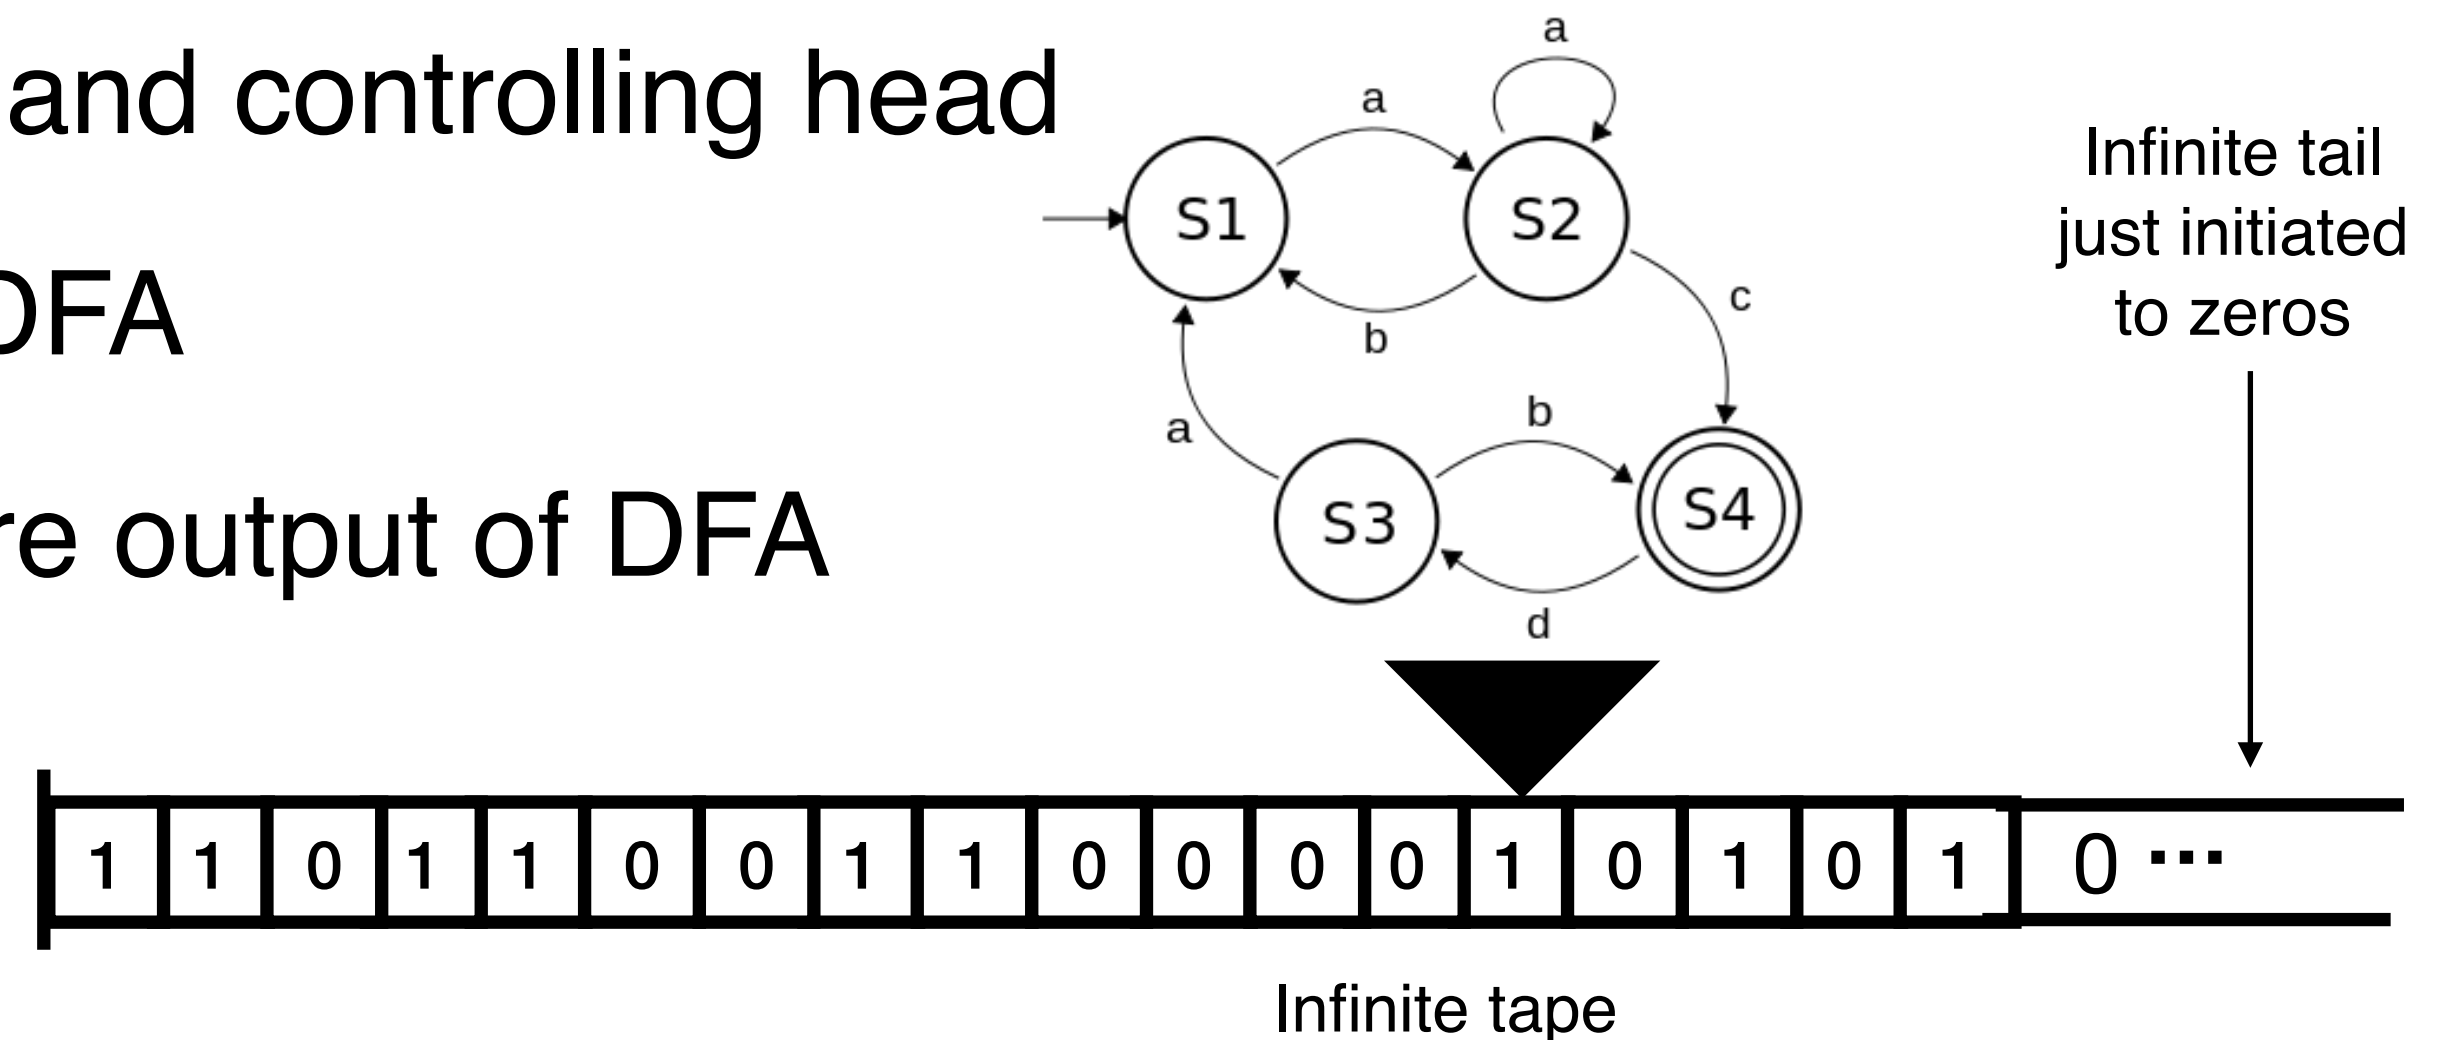 and controlling head
DFA
re output of DFA
a
a
S1
S2
b
c
a
b
S3
S4
d
Infinite tail
just initiated
to zeros
1 1 0 1 1 0 0 1 1 0 0 0 0 1 0 1 0 1 0 ...
Infinite tape